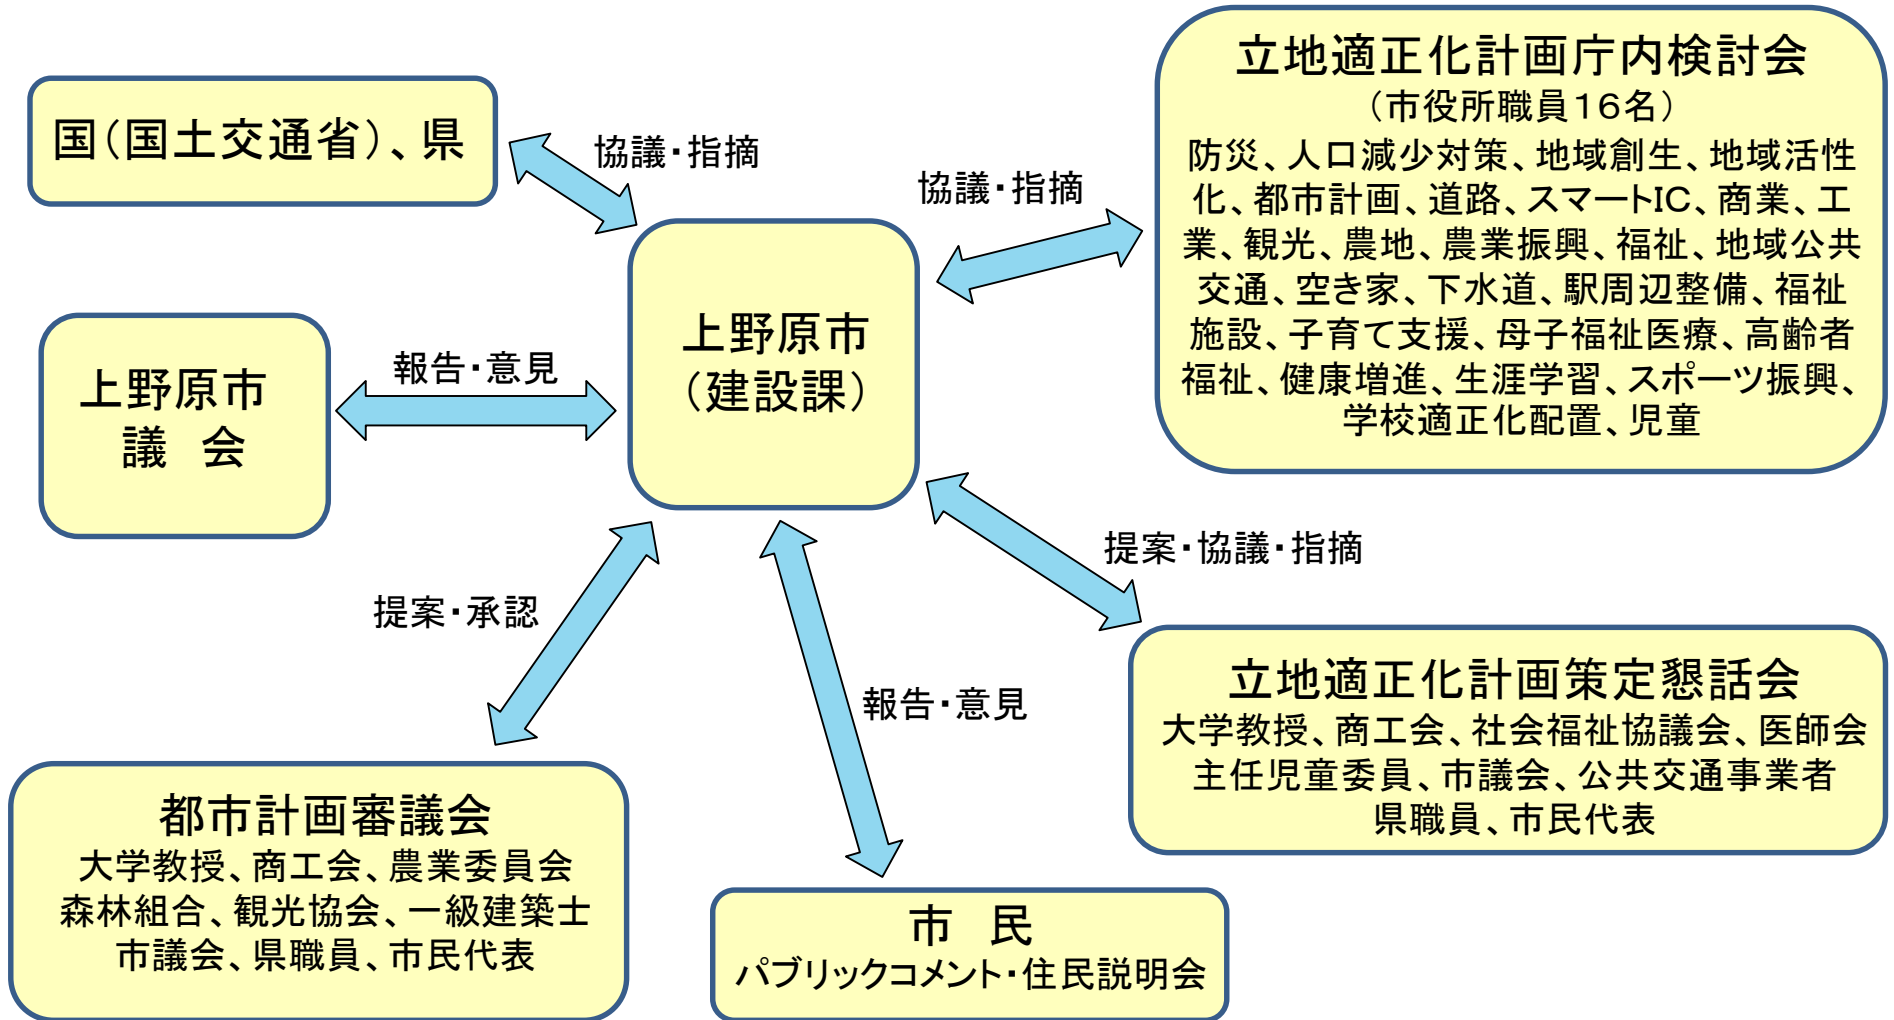 国(国土交通省)、県
協議・指摘
協議・指摘
立地適正化計画庁内検討会
(市役所職員16名)
防災、人口減少対策、地域創生、地域活性
化、都市計画、道路、スマートIC、商業、工
業、観光、農地、農業振興、福祉、地域公共
交通、空き家、下水道、駅周辺整備、福祉
施設、子育て支援、母子福祉医療、高齢者
福祉、健康増進、生涯学習、スポーツ振興、
学校適正化配置、児童
上野原市
議 会
報告・意見
上野原市
(建設課)
提案・協議・指摘
提案・承認
報告・意見
立地適正化計画策定懇話会
大学教授、商工会、社会福祉協議会、医師会
主任児童委員、市議会、公共交通事業者
県職員、市民代表
都市計画審議会
大学教授、商工会、農業委員会
森林組合、観光協会、一級建築士
市議会、県職員、市民代表
市 民
パブリックコメント・住民説明会